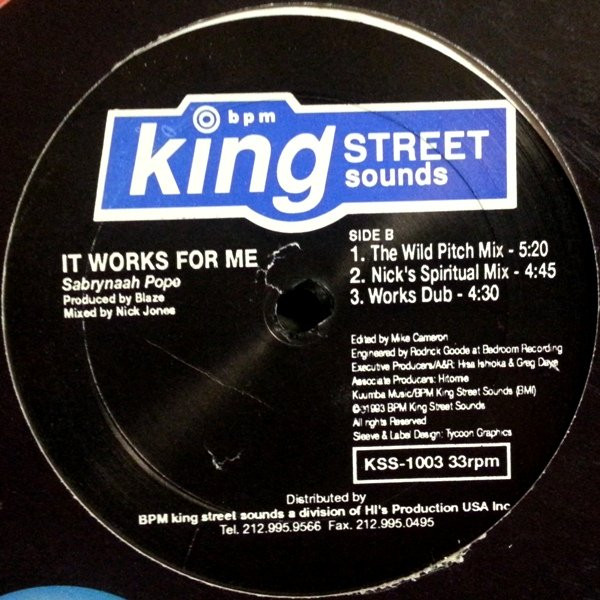 bpm
king STREET
sounds
IT WORKS FOR ME
Sabrynaah Pope
Produced by Blaze
Mixed by Nick Jones
SIDE B
1. The Wild Pitch Mix - 5:20
2. Nick's Spiritual Mix - 4:45
3. Works Dub - 4:30
Edited by Mike Cameron
Engineered by Rodrick Goode at Bedroom Recording
Executive Producers/A&R: Hisa Ishioka & Greg Daye
Associate Producers: Hitome
Kuumba Music/BPM King Street Sounds (BMI)
1993 BPM King Street Sounds
All rights Reserved
Sleeve & Label Design: Tycoon Graphics
KSS-1003 33rpm
Distributed by
BPM king street sounds a division of HI's Production USA Inc
Tel. 212.995.9566 Fax. 212.995.0495